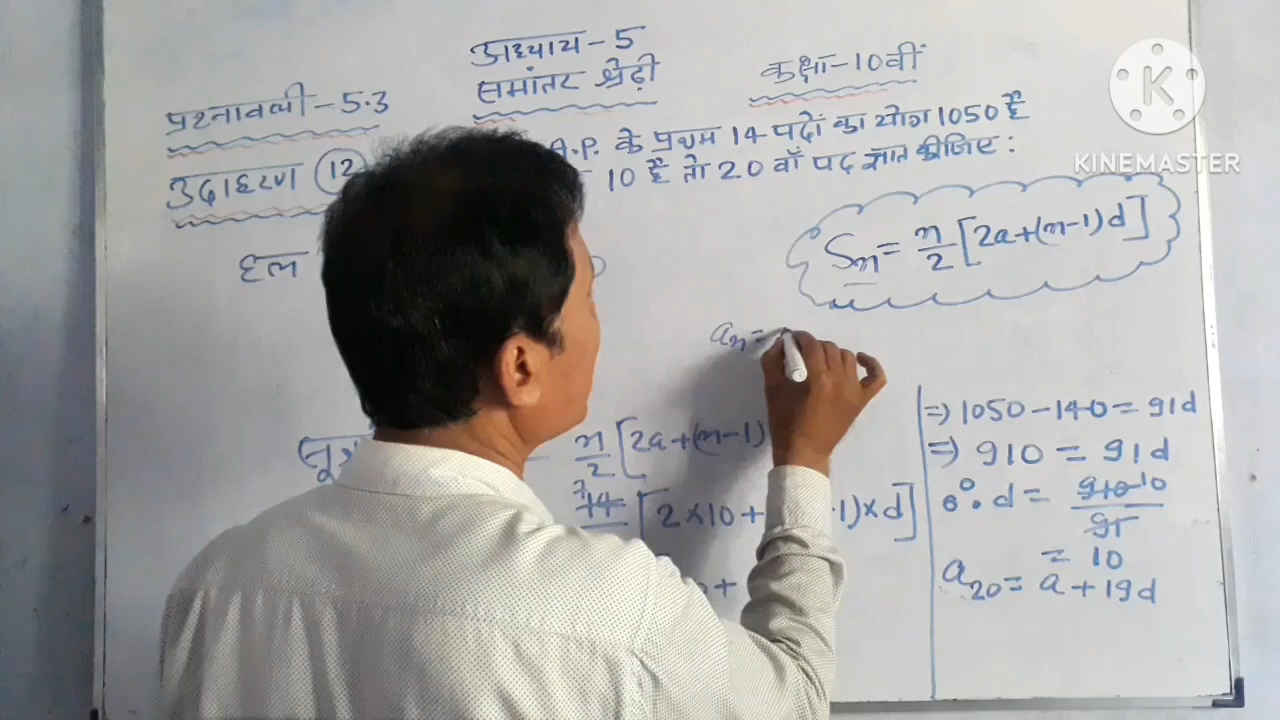 अध्याय-5
समांतर श्रेढ़ी
कक्षा-10वीं
प्रश्नावली-5.3
उदाहरण 12
A.P. के प्रथम 14 पदों का योग 1050 है
10 है तो 20 वाँ पद ज्ञात कीजिए:
KINEMASTER
Sn = n/2 [2a+(n-1)d]
हल
an =
n/2 [2a+(n-1)
7
14 [2×10+ 1)×d]
⇒ 1050-140 = 91d
⇒ 910 = 91d
∴ d = 910/91 10
= 10
a20 = a+19d